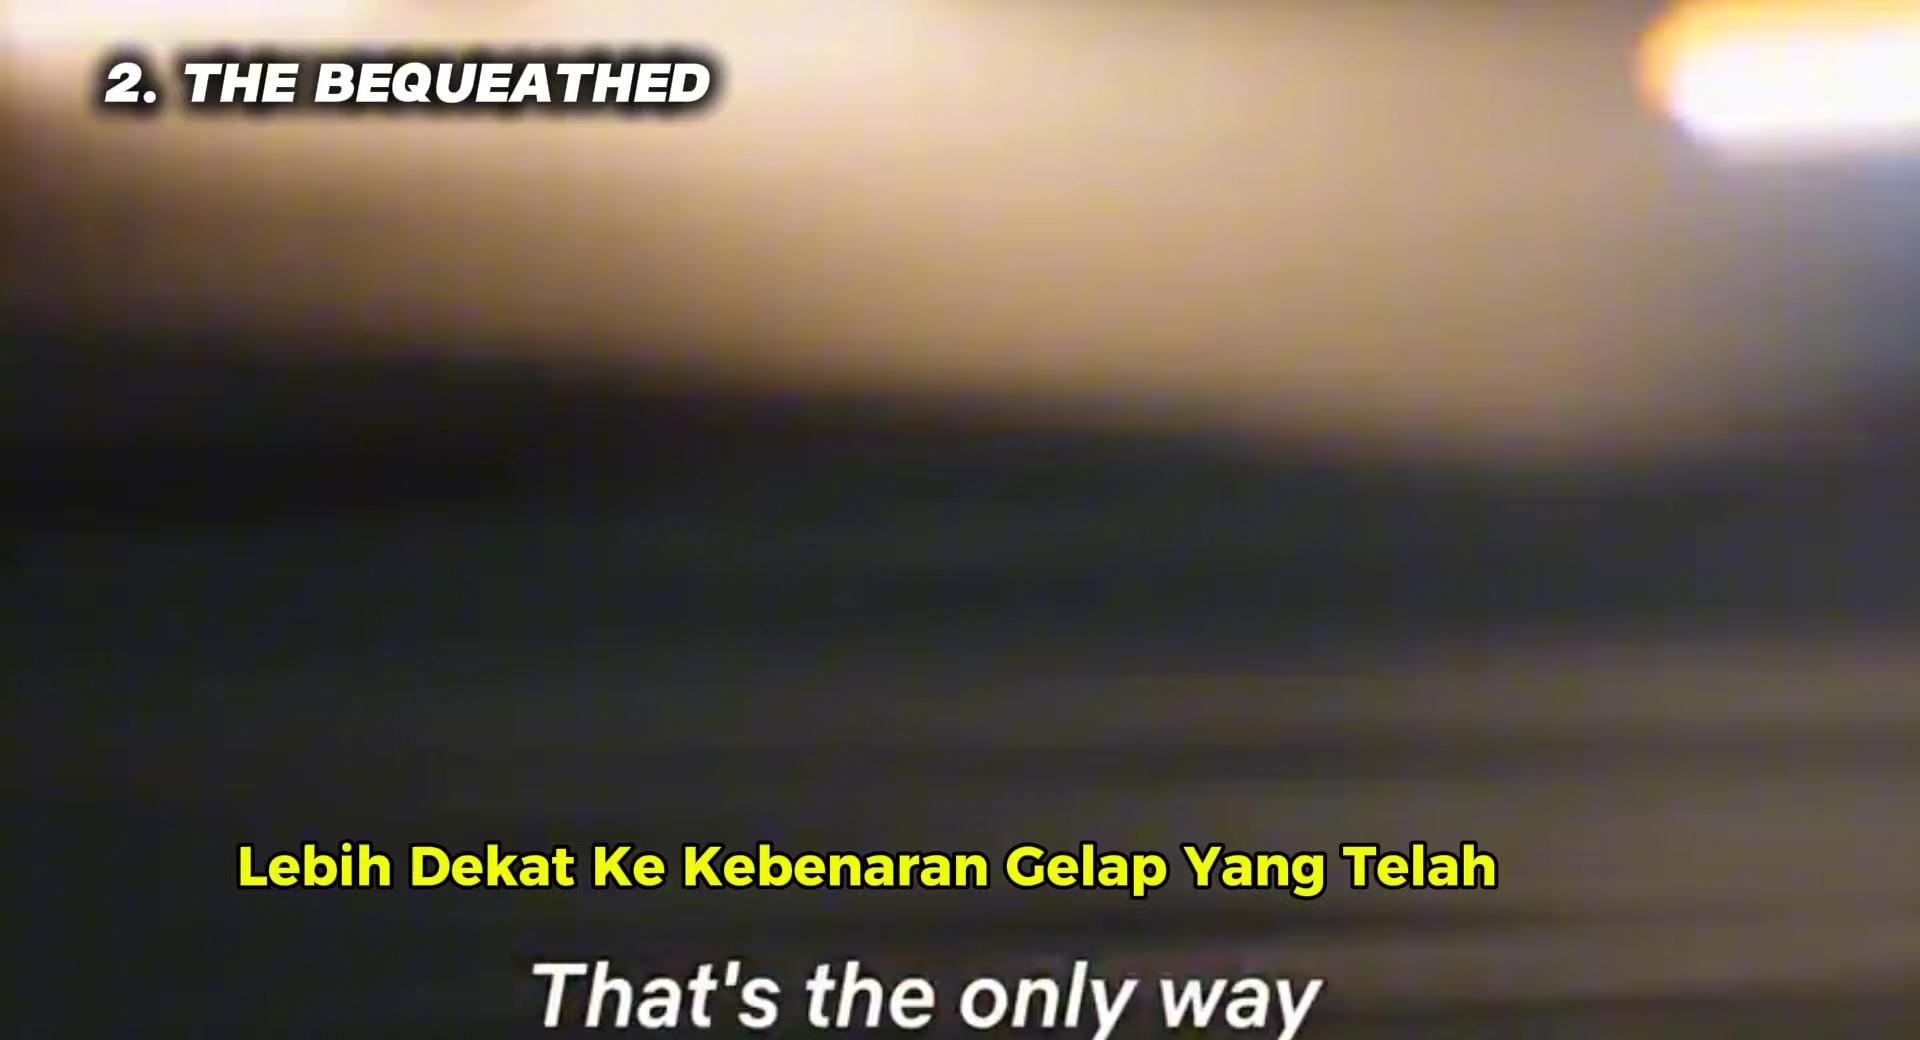 2. THE BEQUEATHED
Lebih Dekat Ke Kebenaran Gelap Yang Telah
That's the only way